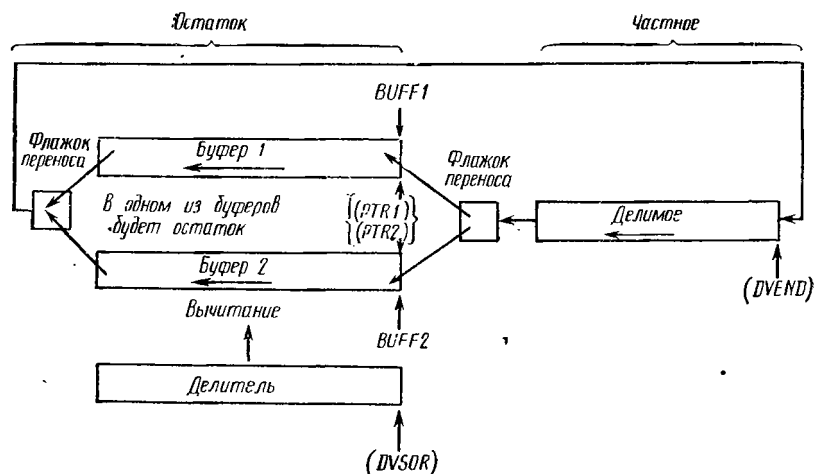 Остаток
Частное
BUFF1
Флажок
переноса
Буфер 1
Флажок
переноса
В одном из буферов
будет остаток
{(PTR1)}
{(PTR2)}
Делимое
Буфер 2
(DVEND)
Вычитание
BUFF2
Делитель
(DVSOR)